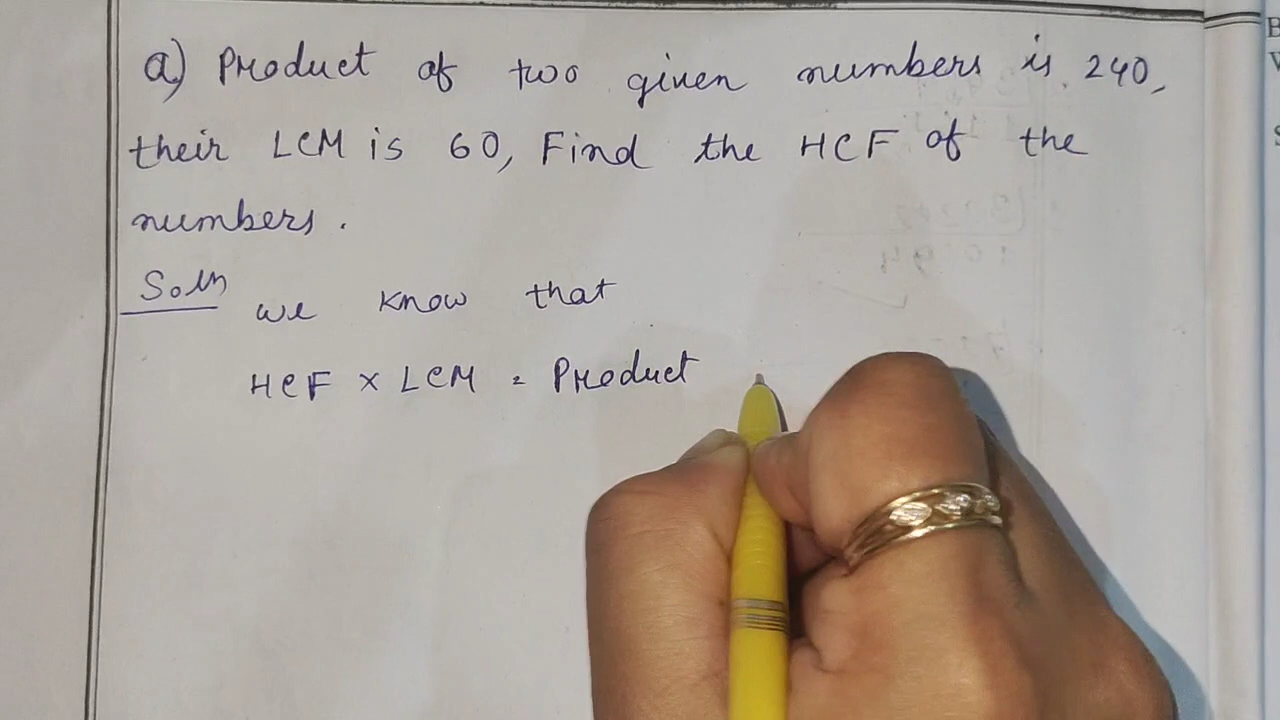 a) Product of two given numbers is 240,
their LCM is 60, Find the HCF of the
numbers.
Soln
we know that
HCF × LCM = Product